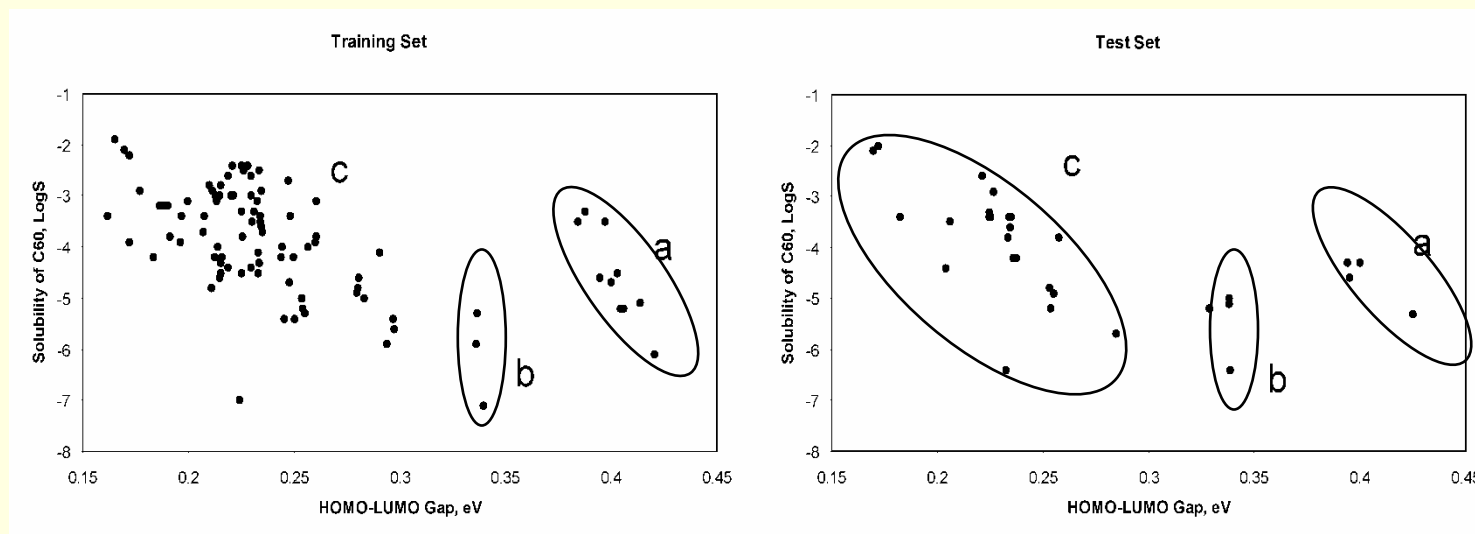 Training Set
Solubility of C60, LogS
-1
-2
-3
-4
-5
-6
-7
-8
c
a
b
0.15 0.2 0.25 0.3 0.35 0.4 0.45
HOMO-LUMO Gap, eV
Test Set
Solubility of C60, LogS
-1
-2
-3
-4
-5
-6
-7
-8
c
a
b
0.15 0.2 0.25 0.3 0.35 0.4 0.45
HOMO-LUMO Gap, eV